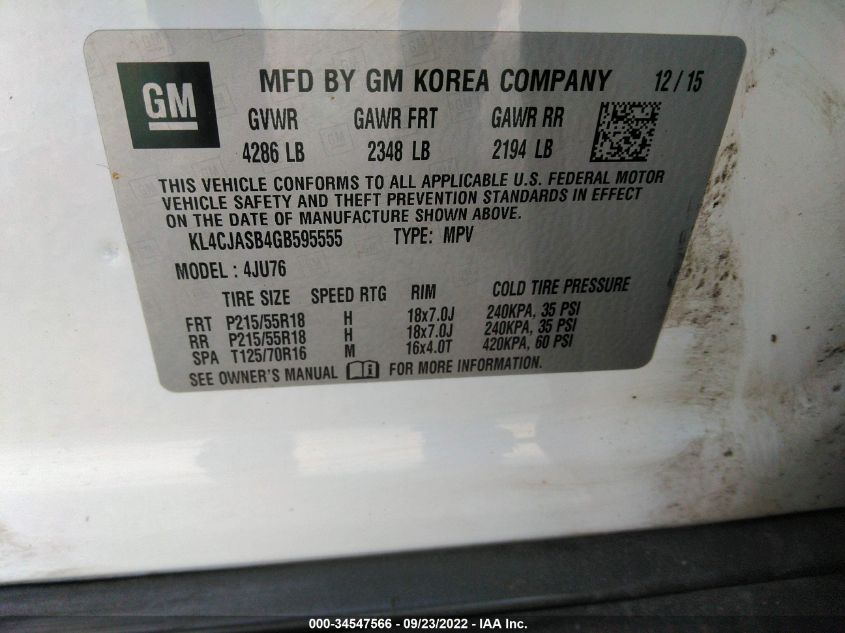 GM
MFD BY GM KOREA COMPANY 12/15
GVWR GAWR FRT GAWR RR
4286 LB 2348 LB 2194 LB
THIS VEHICLE CONFORMS TO ALL APPLICABLE U.S. FEDERAL MOTOR
VEHICLE SAFETY AND THEFT PREVENTION STANDARDS IN EFFECT
ON THE DATE OF MANUFACTURE SHOWN ABOVE.
KL4CJASB4GB595555 TYPE: MPV
MODEL : 4JU76
TIRE SIZE SPEED RTG RIM COLD TIRE PRESSURE
FRT P215/55R18 H 18x7.0J 240KPA, 35 PSI
RR P215/55R18 H 18x7.0J 240KPA, 35 PSI
SPA T125/70R16 M 16x4.0T 420KPA, 60 PSI
SEE OWNER'S MANUAL i FOR MORE INFORMATION.
000-34547566 - 09/23/2022 - IAA Inc.